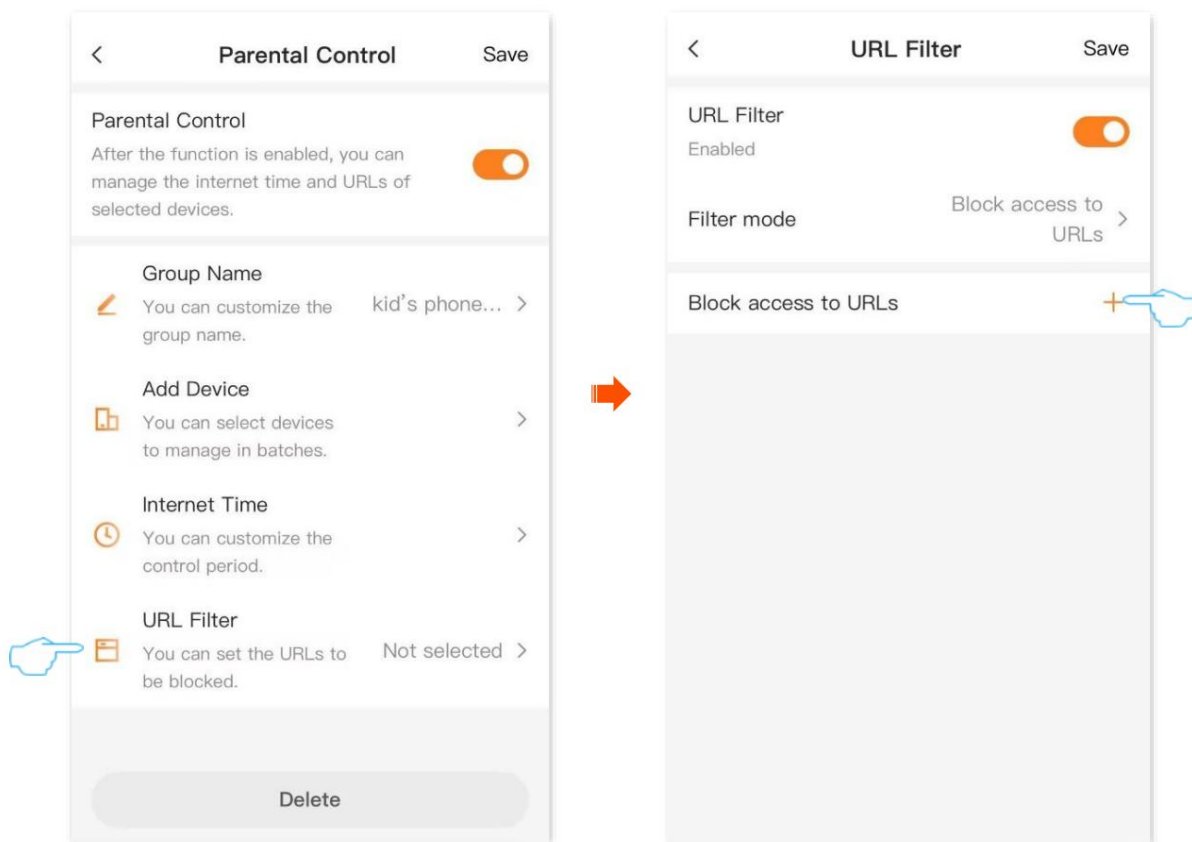 Parental Control
Save
Parental Control
After the function is enabled, you can
manage the internet time and URLs of
selected devices.
Group Name
You can customize the
group name.
kid's phone...
Add Device
You can select devices
to manage in batches.
Internet Time
You can customize the
control period.
URL Filter
You can set the URLs to
be blocked.
Not selected
Delete
URL Filter
Save
URL Filter
Enabled
Filter mode
Block access to
URLs
Block access to URLs